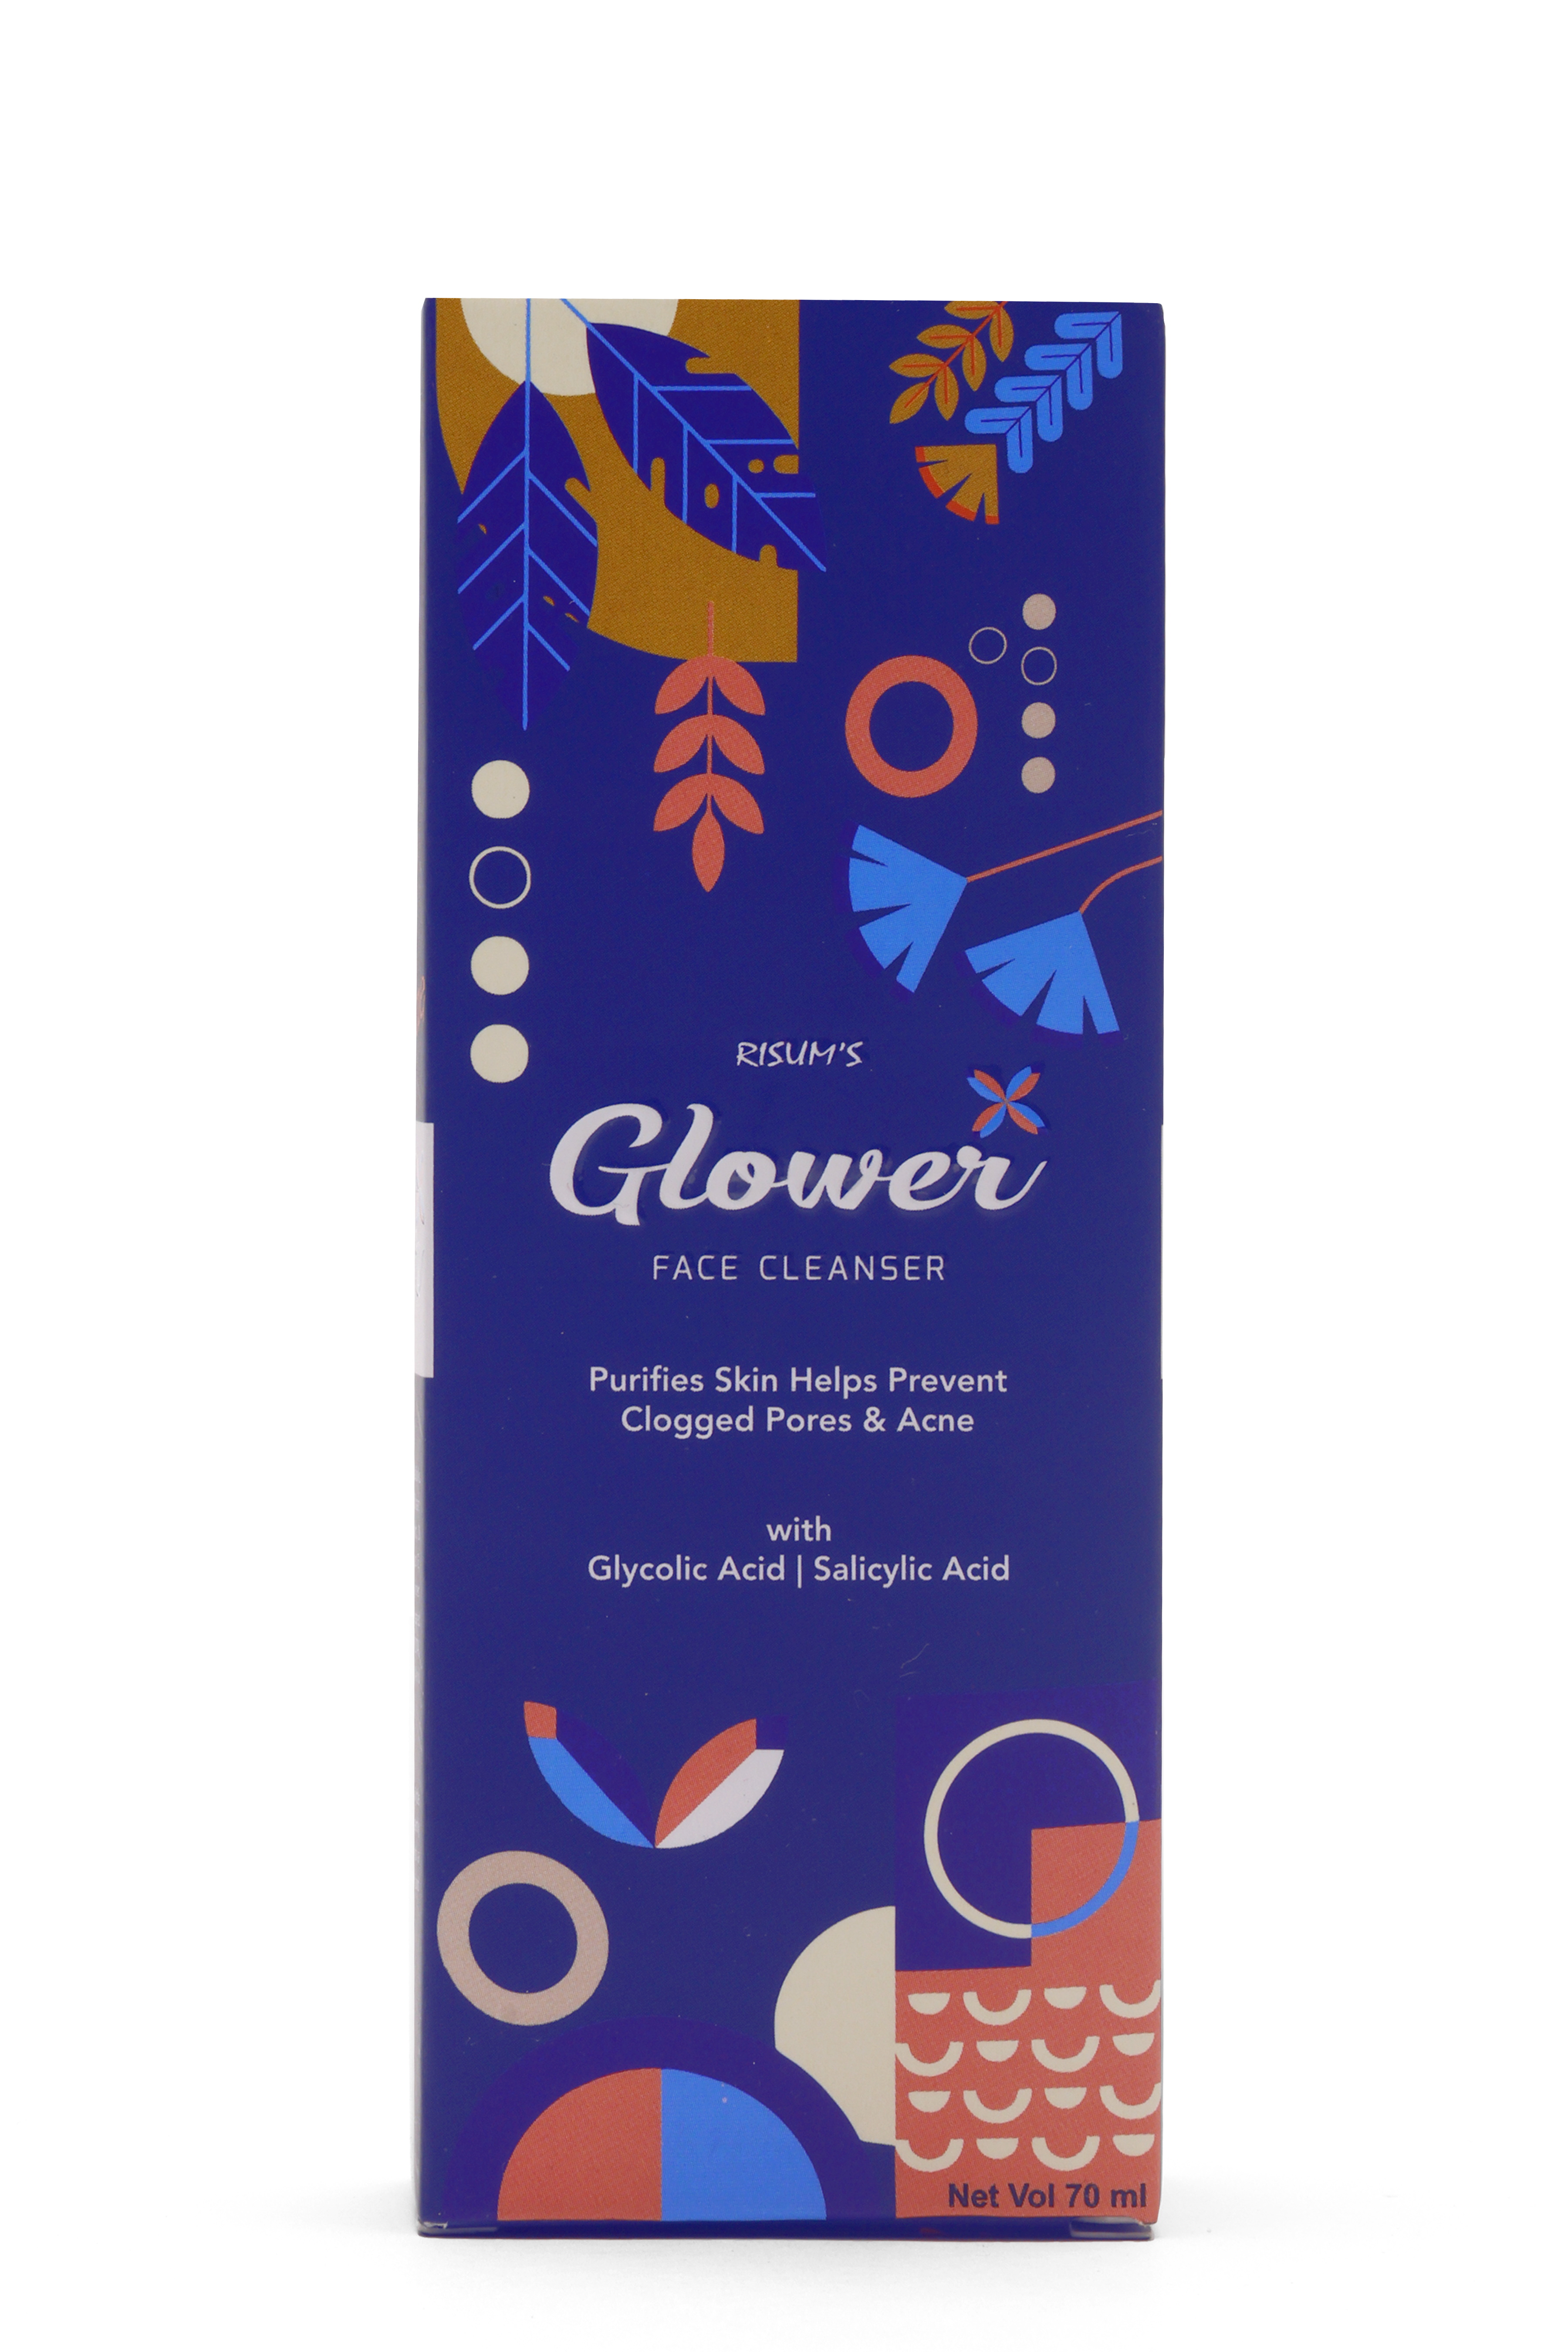 RISUM'S
Glower
FACE CLEANSER
Purifies Skin Helps Prevent
Clogged Pores & Acne
with
Glycolic Acid | Salicylic Acid
Net Vol 70 ml